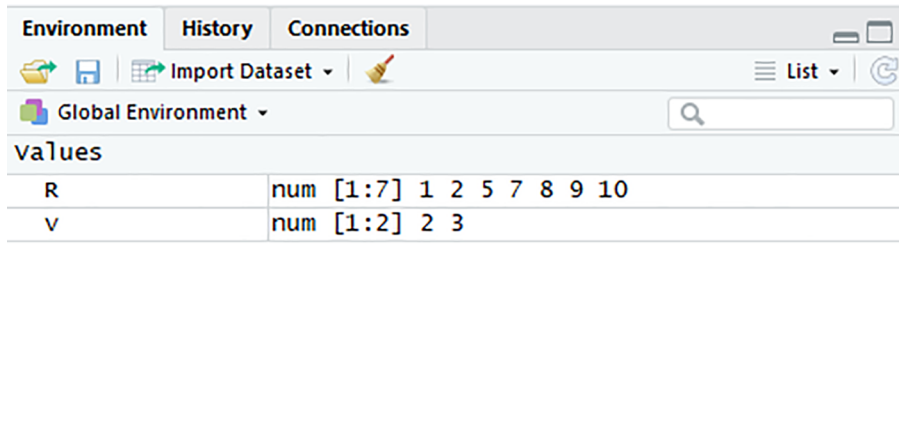 Environment History Connections
Import Dataset List
Global Environment
Values
R num [1:7] 1 2 5 7 8 9 10
v num [1:2] 2 3